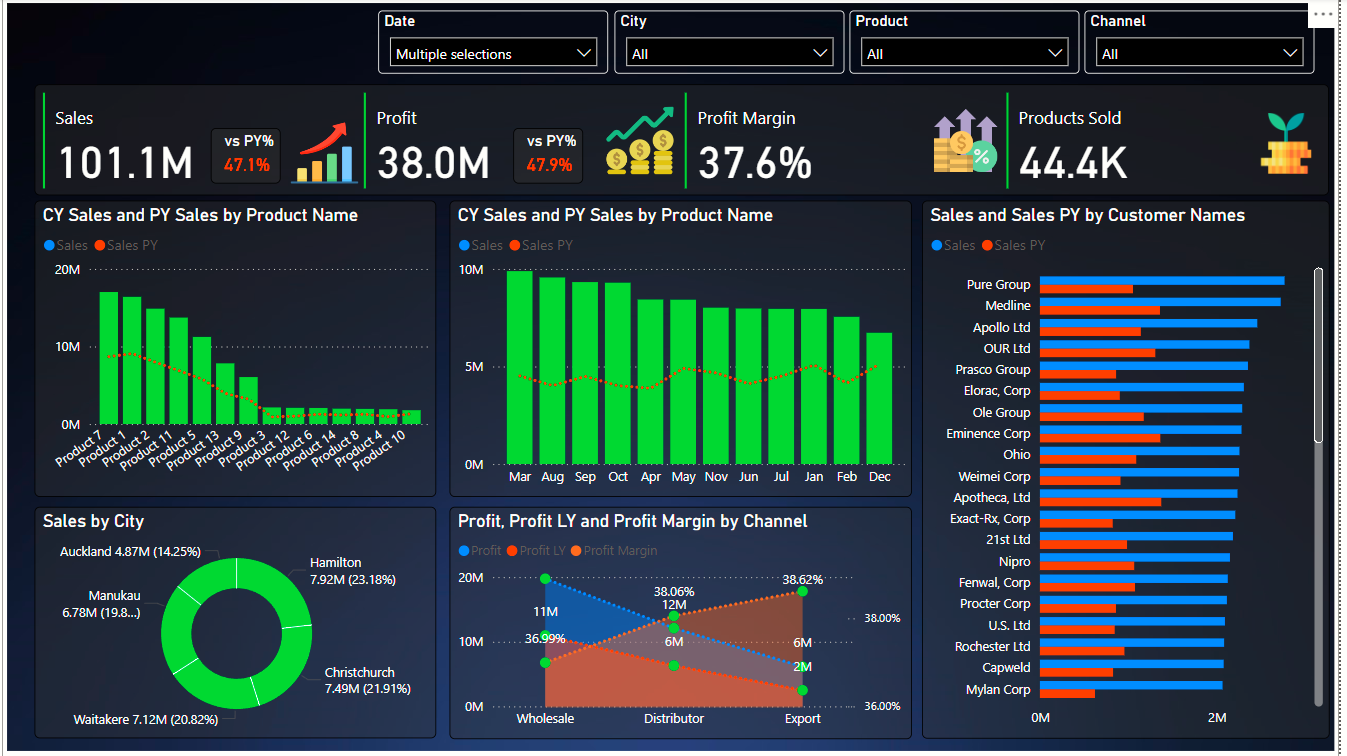 Date
City
Product
Channel
Multiple selections
All
All
All
Sales
101.1M
vs PY%
47.1%
Profit
38.0M
vs PY%
47.9%
Profit Margin
37.6%
Products Sold
44.4K
CY Sales and PY Sales by Product Name
Sales Sales PY
20M
10M
0M
Product 7
Product 1
Product 2
Product 11
Product 5
Product 13
Product 9
Product 3
Product 12
Product 6
Product 14
Product 8
Product 4
Product 10
CY Sales and PY Sales by Product Name
Sales Sales PY
10M
5M
0M
Mar Aug Sep Oct Apr May Nov Jun Jul Jan Feb Dec
Sales and Sales PY by Customer Names
Sales Sales PY
Pure Group
Medline
Apollo Ltd
OUR Ltd
Prasco Group
Elorac, Corp
Ole Group
Eminence Corp
Ohio
Weimei Corp
Apotheca, Ltd
Exact-Rx, Corp
21st Ltd
Nipro
Fenwal, Corp
Procter Corp
U.S. Ltd
Rochester Ltd
Capweld
Mylan Corp
0M 2M
Sales by City
Auckland 4.87M (14.25%)
Hamilton
7.92M (23.18%)
Manukau
6.78M (19.8...)
Christchurch
7.49M (21.91%)
Waitakere 7.12M (20.82%)
Profit, Profit LY and Profit Margin by Channel
Profit Profit LY Profit Margin
20M
10M
0M
11M
36.99%
38.06%
12M
6M
38.62%
6M
2M
38.00%
36.00%
Wholesale Distributor Export